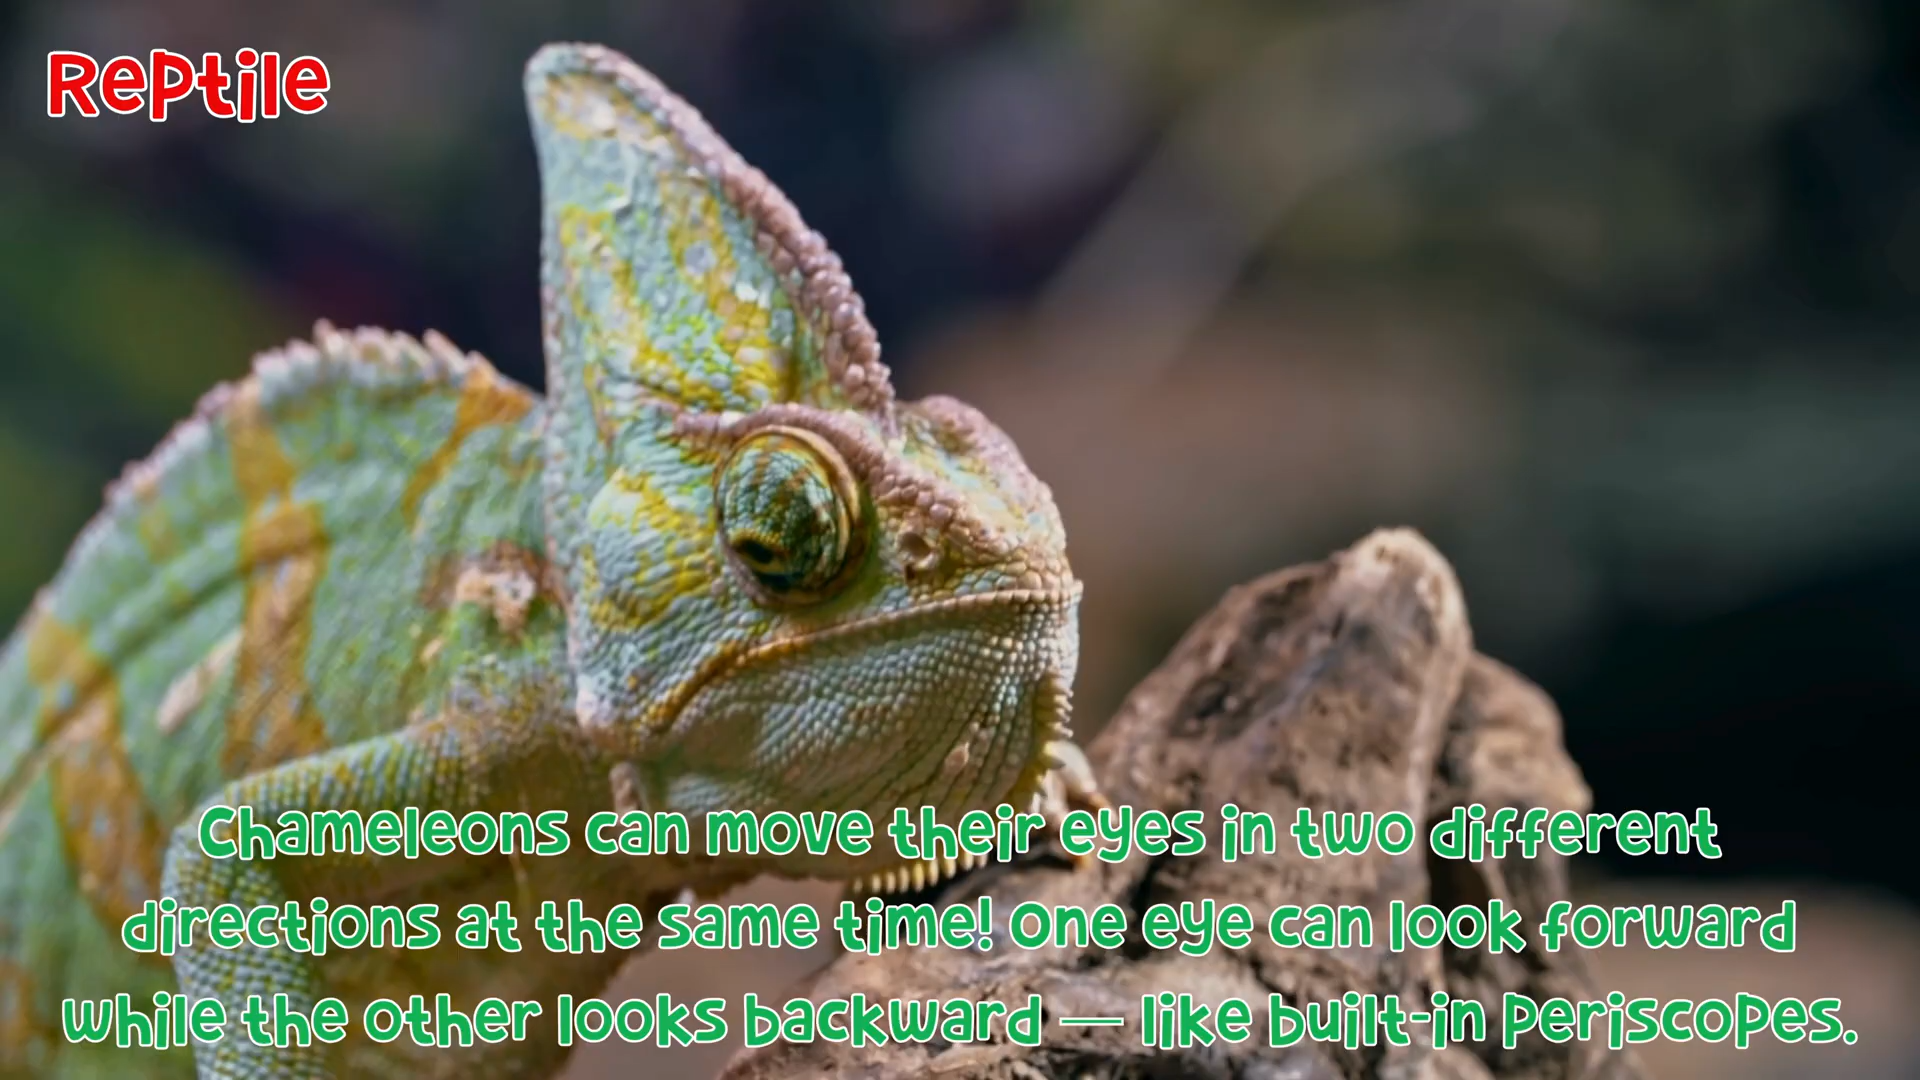 Reptile
Chameleons can move their eyes in two different
directions at the same time! One eye can look forward
while the other looks backward — like built-in periscopes.